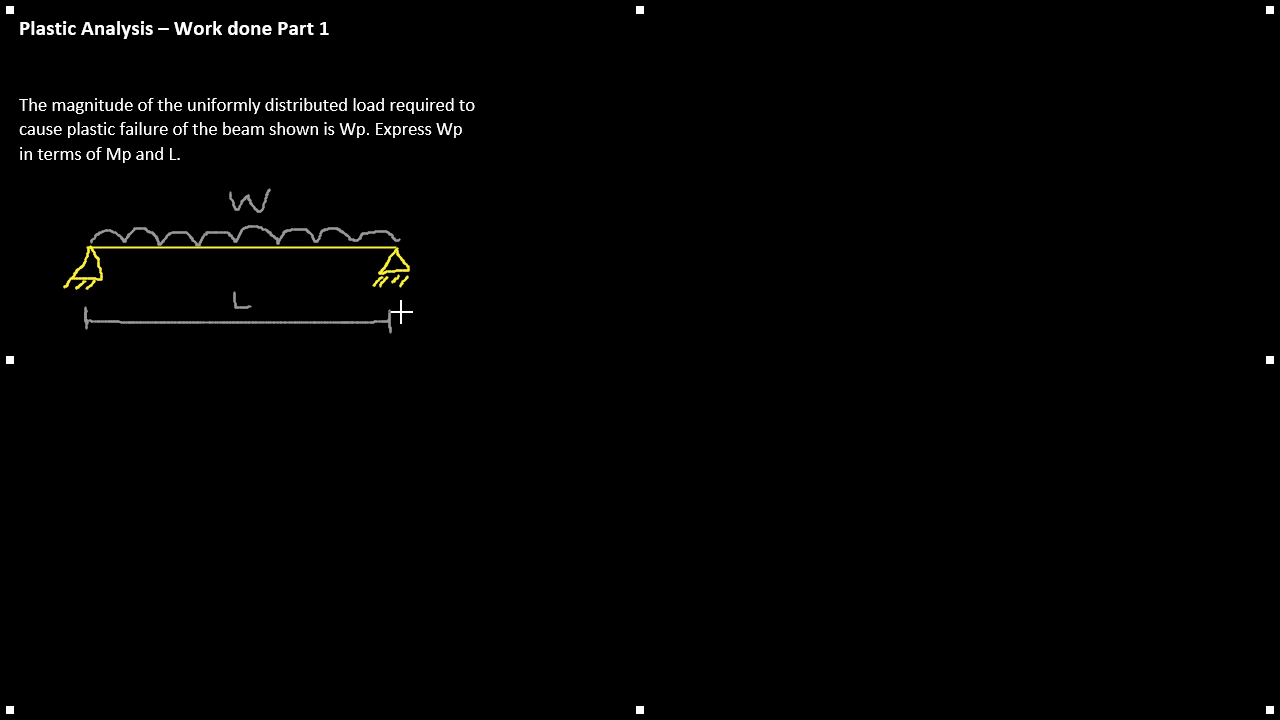 Plastic Analysis – Work done Part 1
The magnitude of the uniformly distributed load required to
cause plastic failure of the beam shown is Wp. Express Wp
in terms of Mp and L.
W
L